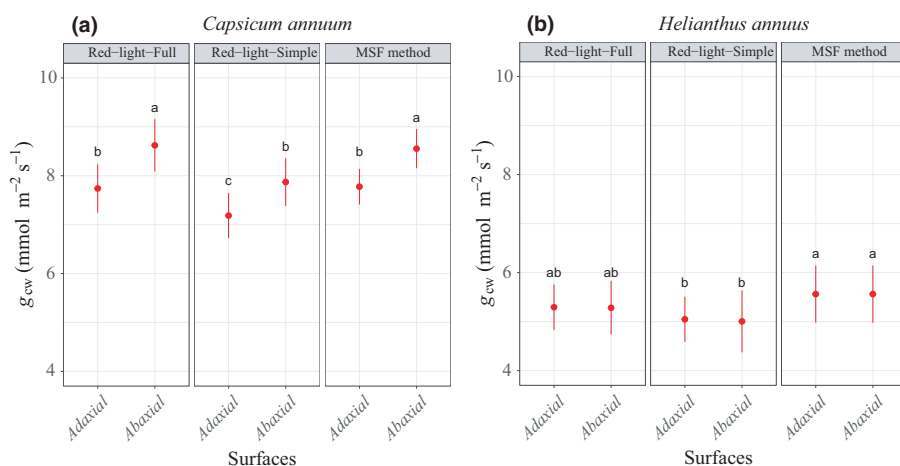 (a) Capsicum annuum
Red−light−Full Red−light−Simple MSF method
g cw (mmol m−2 s−1)
10
8
6
4
b a c b b a
Adaxial Abaxial Adaxial Abaxial Adaxial Abaxial
Surfaces
(b) Helianthus annuus
Red−light−Full Red−light−Simple MSF method
g cw (mmol m−2 s−1)
10
8
6
4
ab ab b b a a
Adaxial Abaxial Adaxial Abaxial Adaxial Abaxial
Surfaces